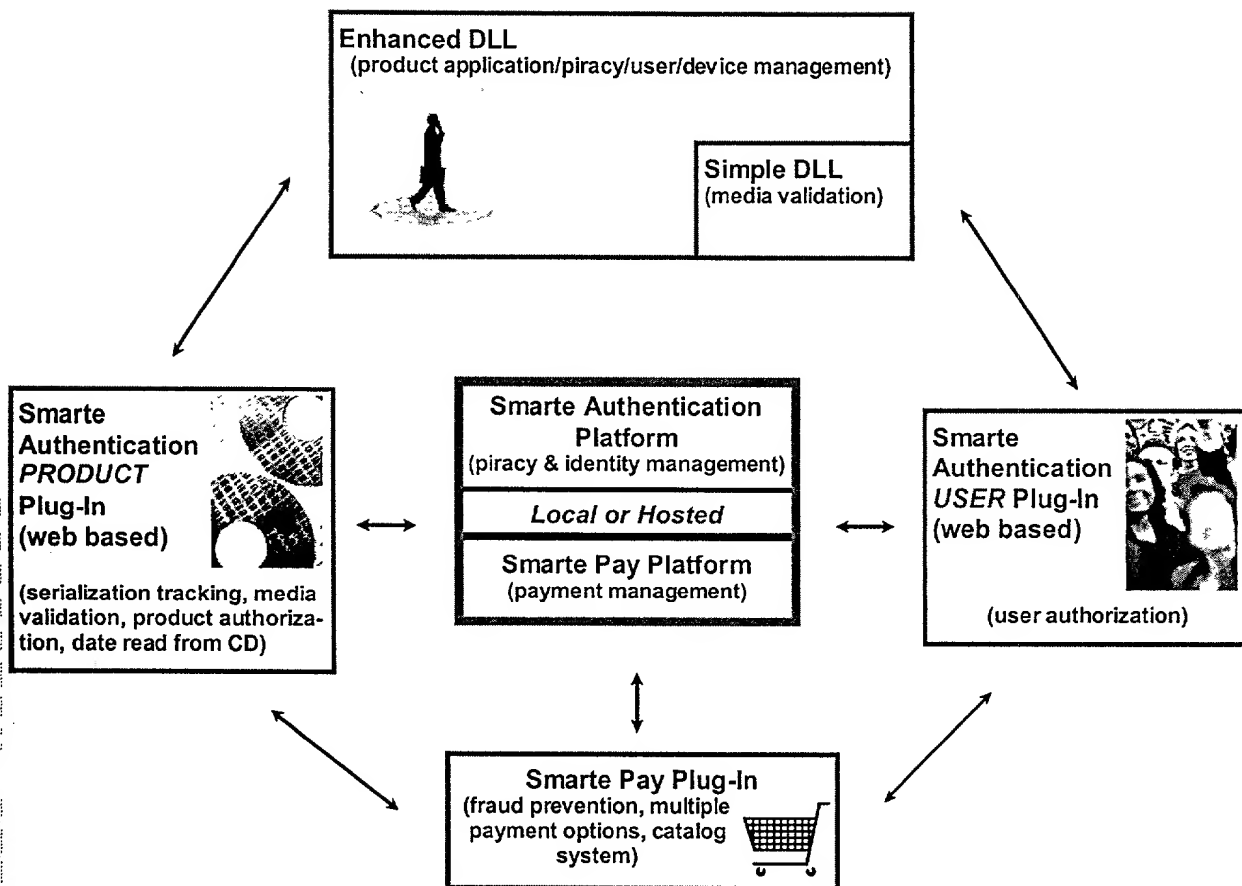 Enhanced DLL
(product application/piracy/user/device management)
Simple DLL
(media validation)
Smarte
Authentication
PRODUCT
Plug-In
(web based)
(serialization tracking, media
validation, product authoriza-
tion, date read from CD)
Smarte Authentication
Platform
(piracy & identity management)
Local or Hosted
Smarte Pay Platform
(payment management)
Smarte
Authentication
USER Plug-In
(web based)
(user authorization)
Smarte Pay Plug-In
(fraud prevention, multiple
payment options, catalog
system)